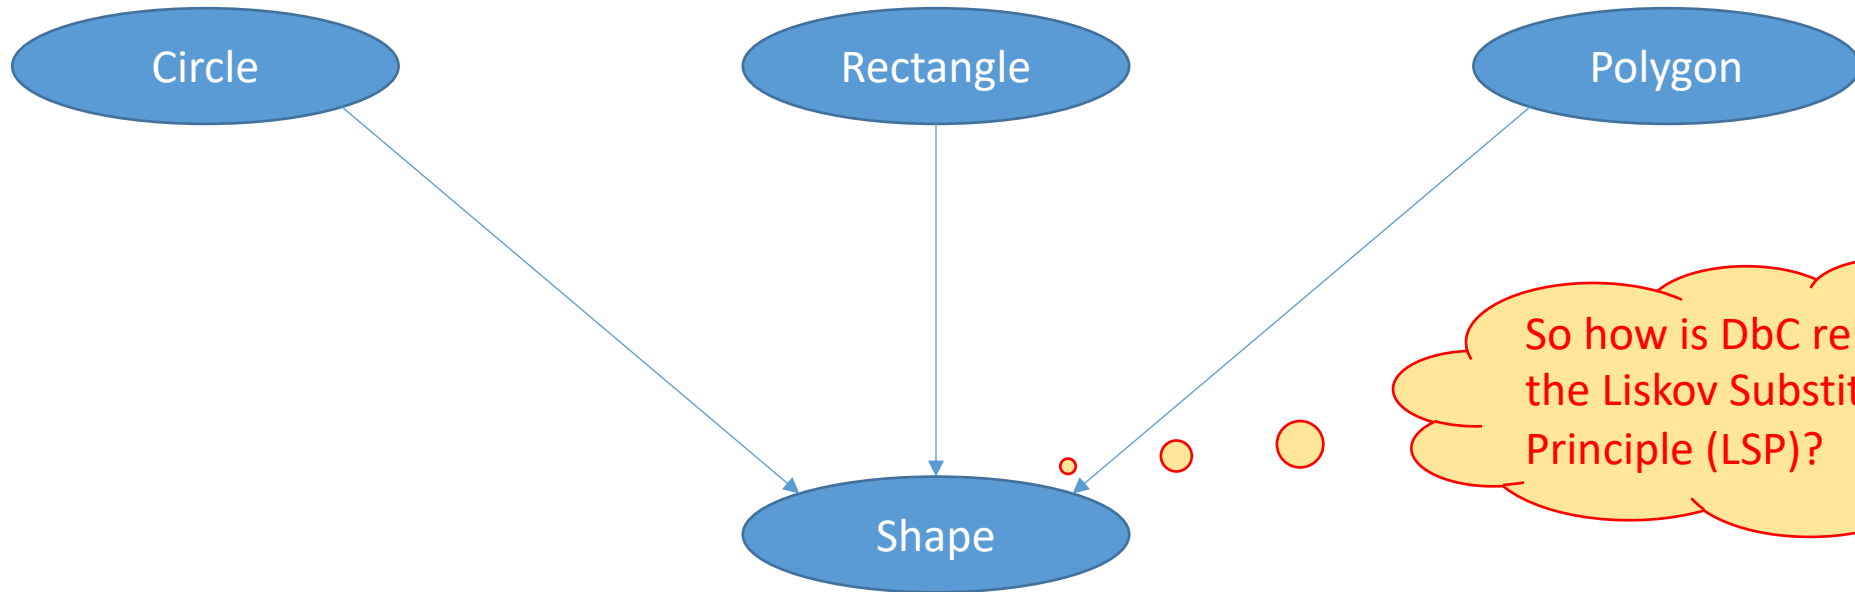 Circle
Rectangle
Polygon
So how is DbC
the Liskov
Principle (LSP)?
Shape